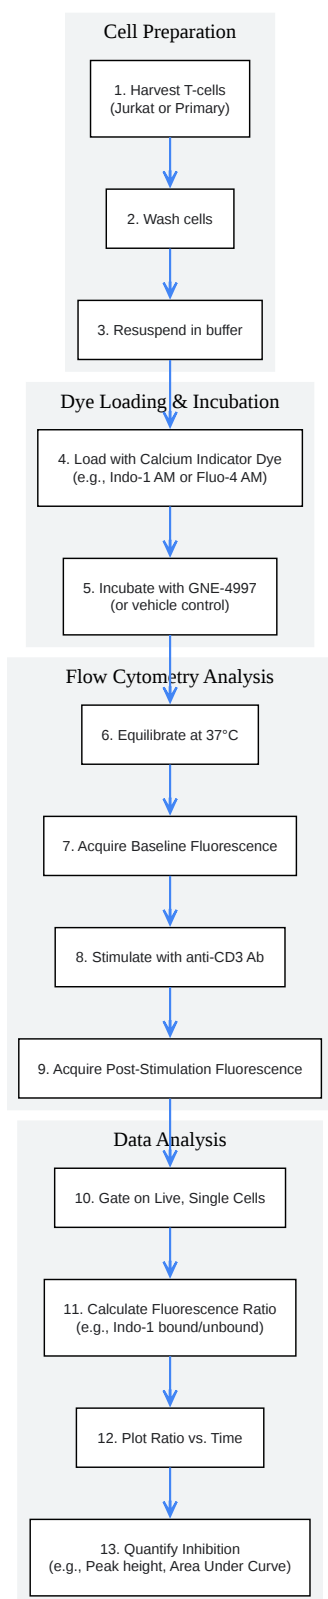 Cell Preparation
1. Harvest T-cells
(Jurkat or Primary)
2. Wash cells
3. Resuspend in buffer
Dye Loading & Incubation
4. Load with Calcium Indicator Dye
(e.g., Indo-1 AM or Fluo-4 AM)
5. Incubate with GNE-4997
(or vehicle control)
Flow Cytometry Analysis
6. Equilibrate at 37°C
7. Acquire Baseline Fluorescence
8. Stimulate with anti-CD3 Ab
9. Acquire Post-Stimulation Fluorescence
Data Analysis
10. Gate on Live, Single Cells
11. Calculate Fluorescence Ratio
(e.g., Indo-1 bound/unbound)
12. Plot Ratio vs. Time
13. Quantify Inhibition
(e.g., Peak height, Area Under Curve)